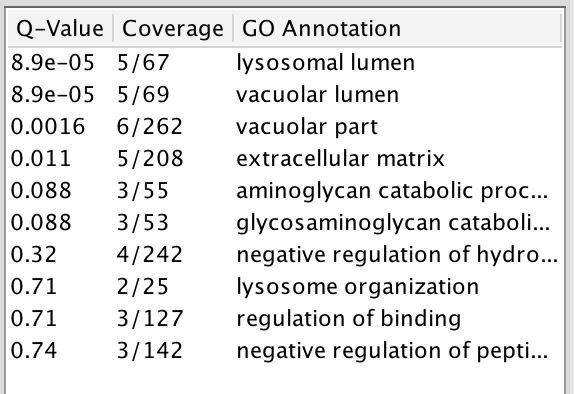 Q-Value Coverage GO Annotation
8.9e-05 5/67 lysosomal lumen
8.9e-05 5/69 vacuolar lumen
0.0016 6/262 vacuolar part
0.011 5/208 extracellular matrix
0.088 3/55 aminoglycan catabolic proc...
0.088 3/53 glycosaminoglycan cataboli...
0.32 4/242 negative regulation of hydro...
0.71 2/25 lysosome organization
0.71 3/127 regulation of binding
0.74 3/142 negative regulation of pepti...